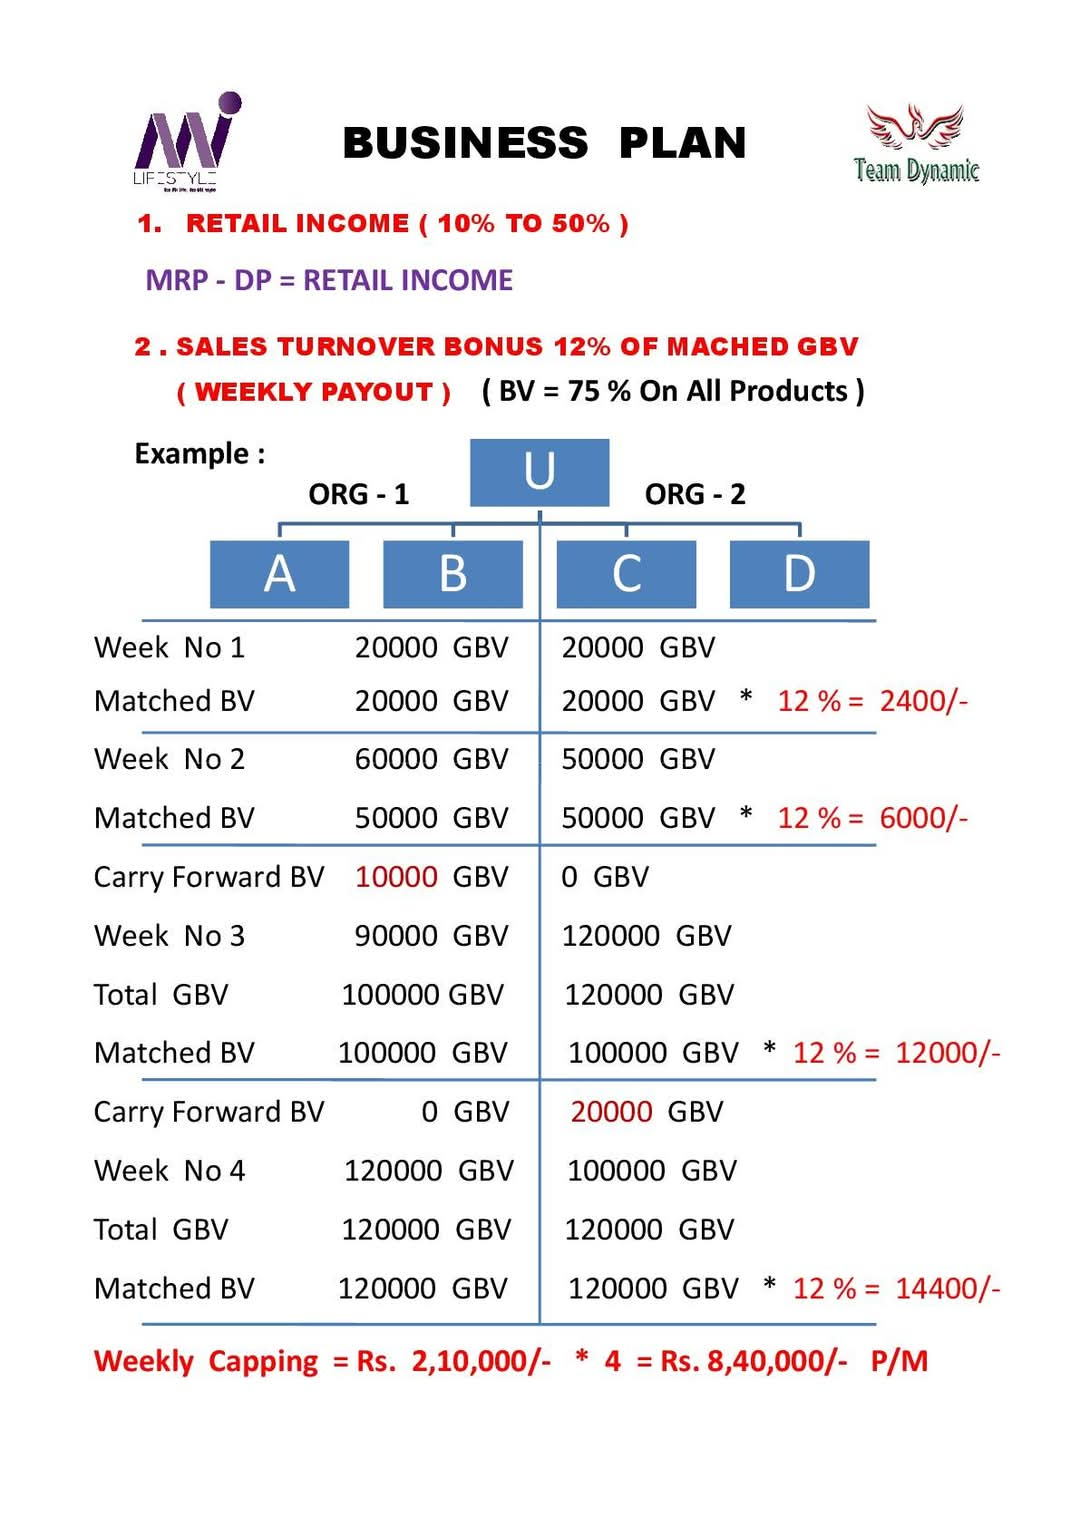 LIFESTYLE
BUSINESS PLAN
Team Dynamic
1. RETAIL INCOME ( 10% TO 50% )
MRP - DP = RETAIL INCOME
2 . SALES TURNOVER BONUS 12% OF MACHED GBV
( WEEKLY PAYOUT ) ( BV = 75 % On All Products )
Example :
U
ORG - 1 ORG - 2
A B C D
Week No 1 20000 GBV 20000 GBV
Matched BV 20000 GBV 20000 GBV * 12 % = 2400/-
Week No 2 60000 GBV 50000 GBV
Matched BV 50000 GBV 50000 GBV * 12 % = 6000/-
Carry Forward BV 10000 GBV 0 GBV
Week No 3 90000 GBV 120000 GBV
Total GBV 100000 GBV 120000 GBV
Matched BV 100000 GBV 100000 GBV * 12 % = 12000/-
Carry Forward BV 0 GBV 20000 GBV
Week No 4 120000 GBV 100000 GBV
Total GBV 120000 GBV 120000 GBV
Matched BV 120000 GBV 120000 GBV * 12 % = 14400/-
Weekly Capping = Rs. 2,10,000/- * 4 = Rs. 8,40,000/- P/M